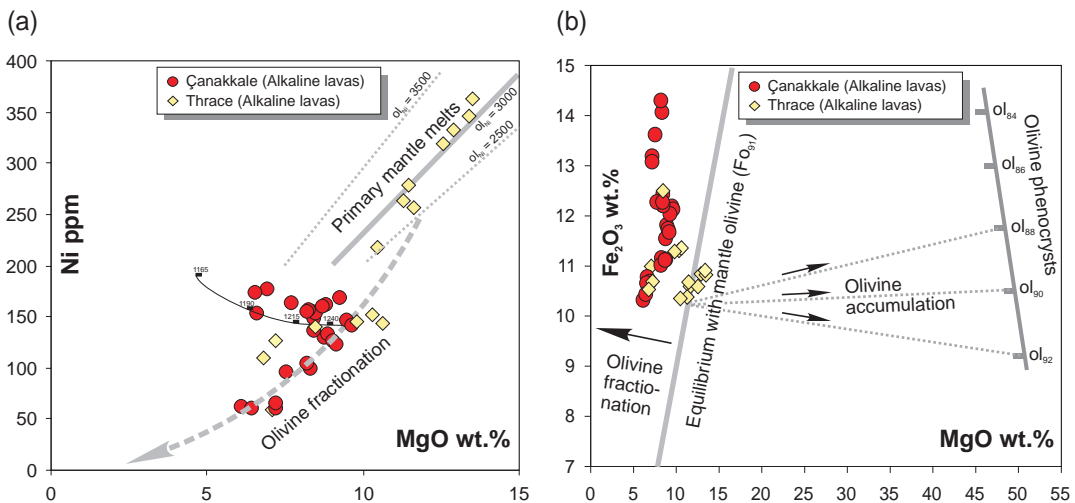 (a)
400
350
300
250
200
150
100
50
0
Ni ppm
0
5
10
15
MgO wt.%
Çanakkale (Alkaline lavas)
Thrace (Alkaline lavas)
olNi = 3500
olNi = 3000
olNi = 2500
Primary mantle melts
1165
1190
1215
1240
Olivine fractionation
(b)
15
14
13
12
11
10
9
8
7
Fe2O3 wt.%
0
5
10
15
20
25
30
35
40
45
50
55
MgO wt.%
Çanakkale (Alkaline lavas)
Thrace (Alkaline lavas)
Equilibrium with mantle olivine (Fo91)
Olivine
fractio-
nation
Olivine
accumulation
Olivine phenocrysts
ol84
ol86
ol88
ol90
ol92